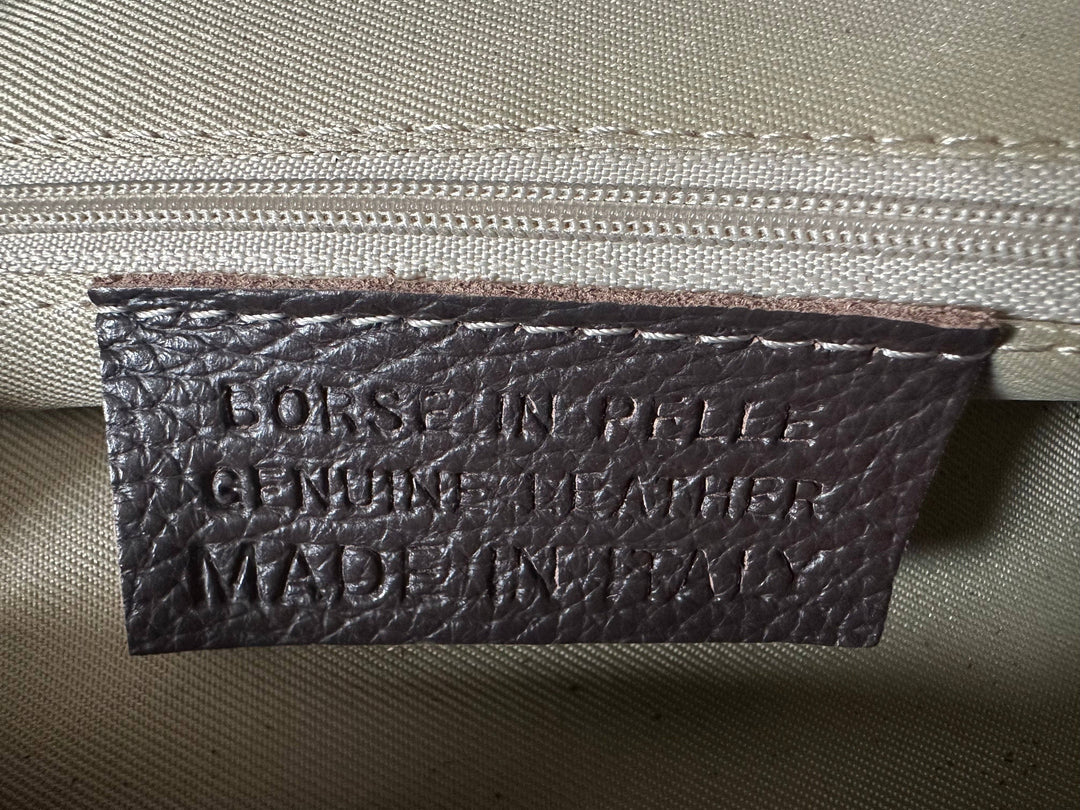 BORSE IN PELLE
GENUINE LEATHER
MADE IN ITALY